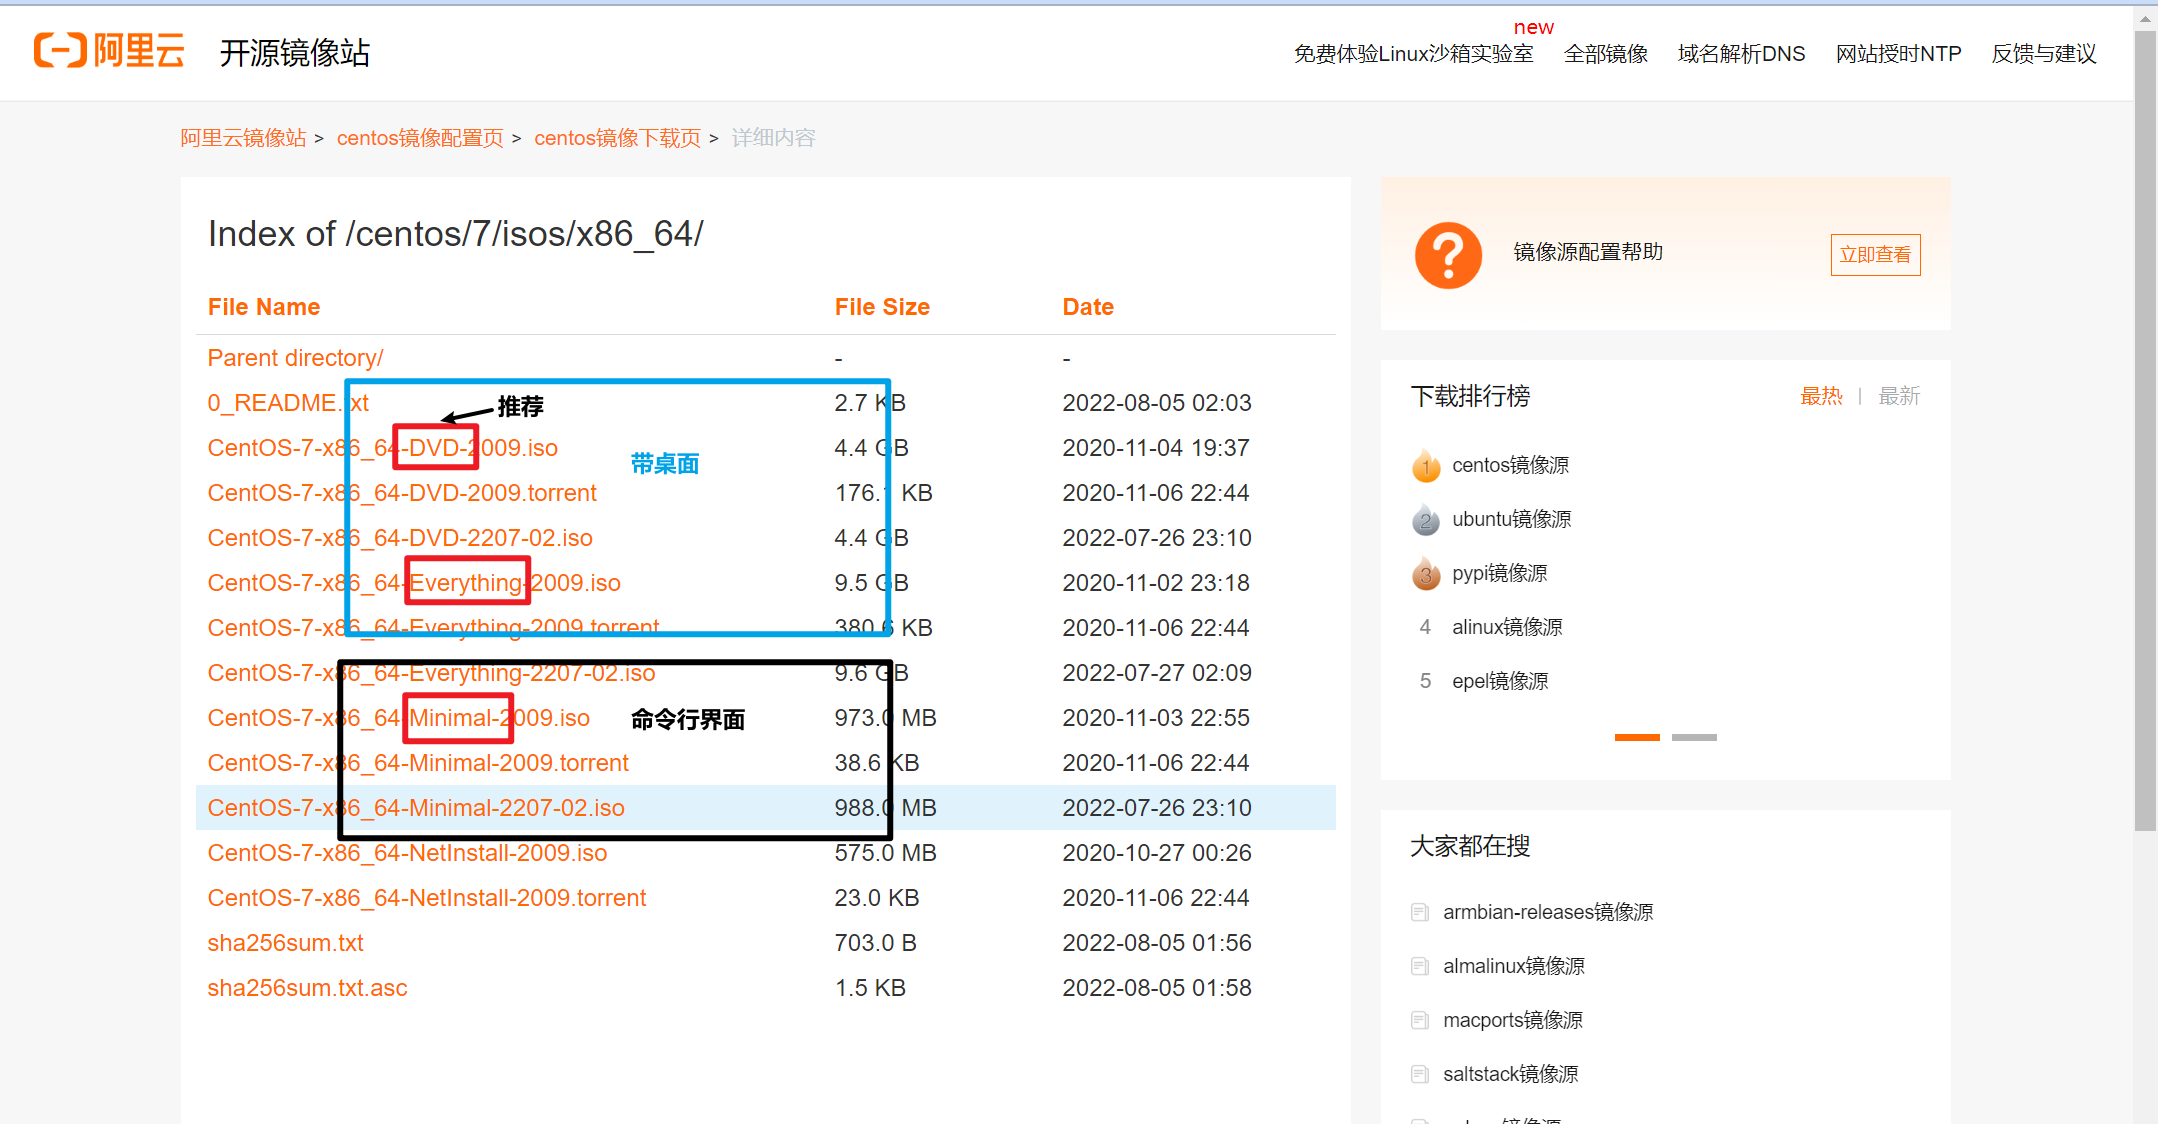 new
阿里云 开源镜像站 免费体验Linux沙箱实验室 全部镜像 域名解析DNS 网站授时NTP 反馈与建议
阿里云镜像站 > centos镜像配置页 > centos镜像下载页 > 详细内容
Index of /centos/7/isos/x86_64/
File Name File Size Date
Parent directory/ - -
0_README.txt 2.7 KB 2022-08-05 02:03
推荐
CentOS-7-x86_64-DVD-2009.iso 4.4 GB 2020-11-04 19:37
带桌面
CentOS-7-x86_64-DVD-2009.torrent 176.1 KB 2020-11-06 22:44
CentOS-7-x86_64-DVD-2207-02.iso 4.4 GB 2022-07-26 23:10
CentOS-7-x86_64-Everything-2009.iso 9.5 GB 2020-11-02 23:18
CentOS-7-x86_64-Everything-2009.torrent 380.6 KB 2020-11-06 22:44
CentOS-7-x86_64-Everything-2207-02.iso 9.6 GB 2022-07-27 02:09
CentOS-7-x86_64-Minimal-2009.iso 973.0 MB 2020-11-03 22:55
命令行界面
CentOS-7-x86_64-Minimal-2009.torrent 38.6 KB 2020-11-06 22:44
CentOS-7-x86_64-Minimal-2207-02.iso 988.0 MB 2022-07-26 23:10
CentOS-7-x86_64-NetInstall-2009.iso 575.0 MB 2020-10-27 00:26
CentOS-7-x86_64-NetInstall-2009.torrent 23.0 KB 2020-11-06 22:44
sha256sum.txt 703.0 B 2022-08-05 01:56
sha256sum.txt.asc 1.5 KB 2022-08-05 01:58
? 镜像源配置帮助 立即查看
下载排行榜 最热 | 最新
1 centos镜像源
2 ubuntu镜像源
3 pypi镜像源
4 alinux镜像源
5 epel镜像源
大家都在搜
armbian-releases镜像源
almalinux镜像源
macports镜像源
saltstack镜像源